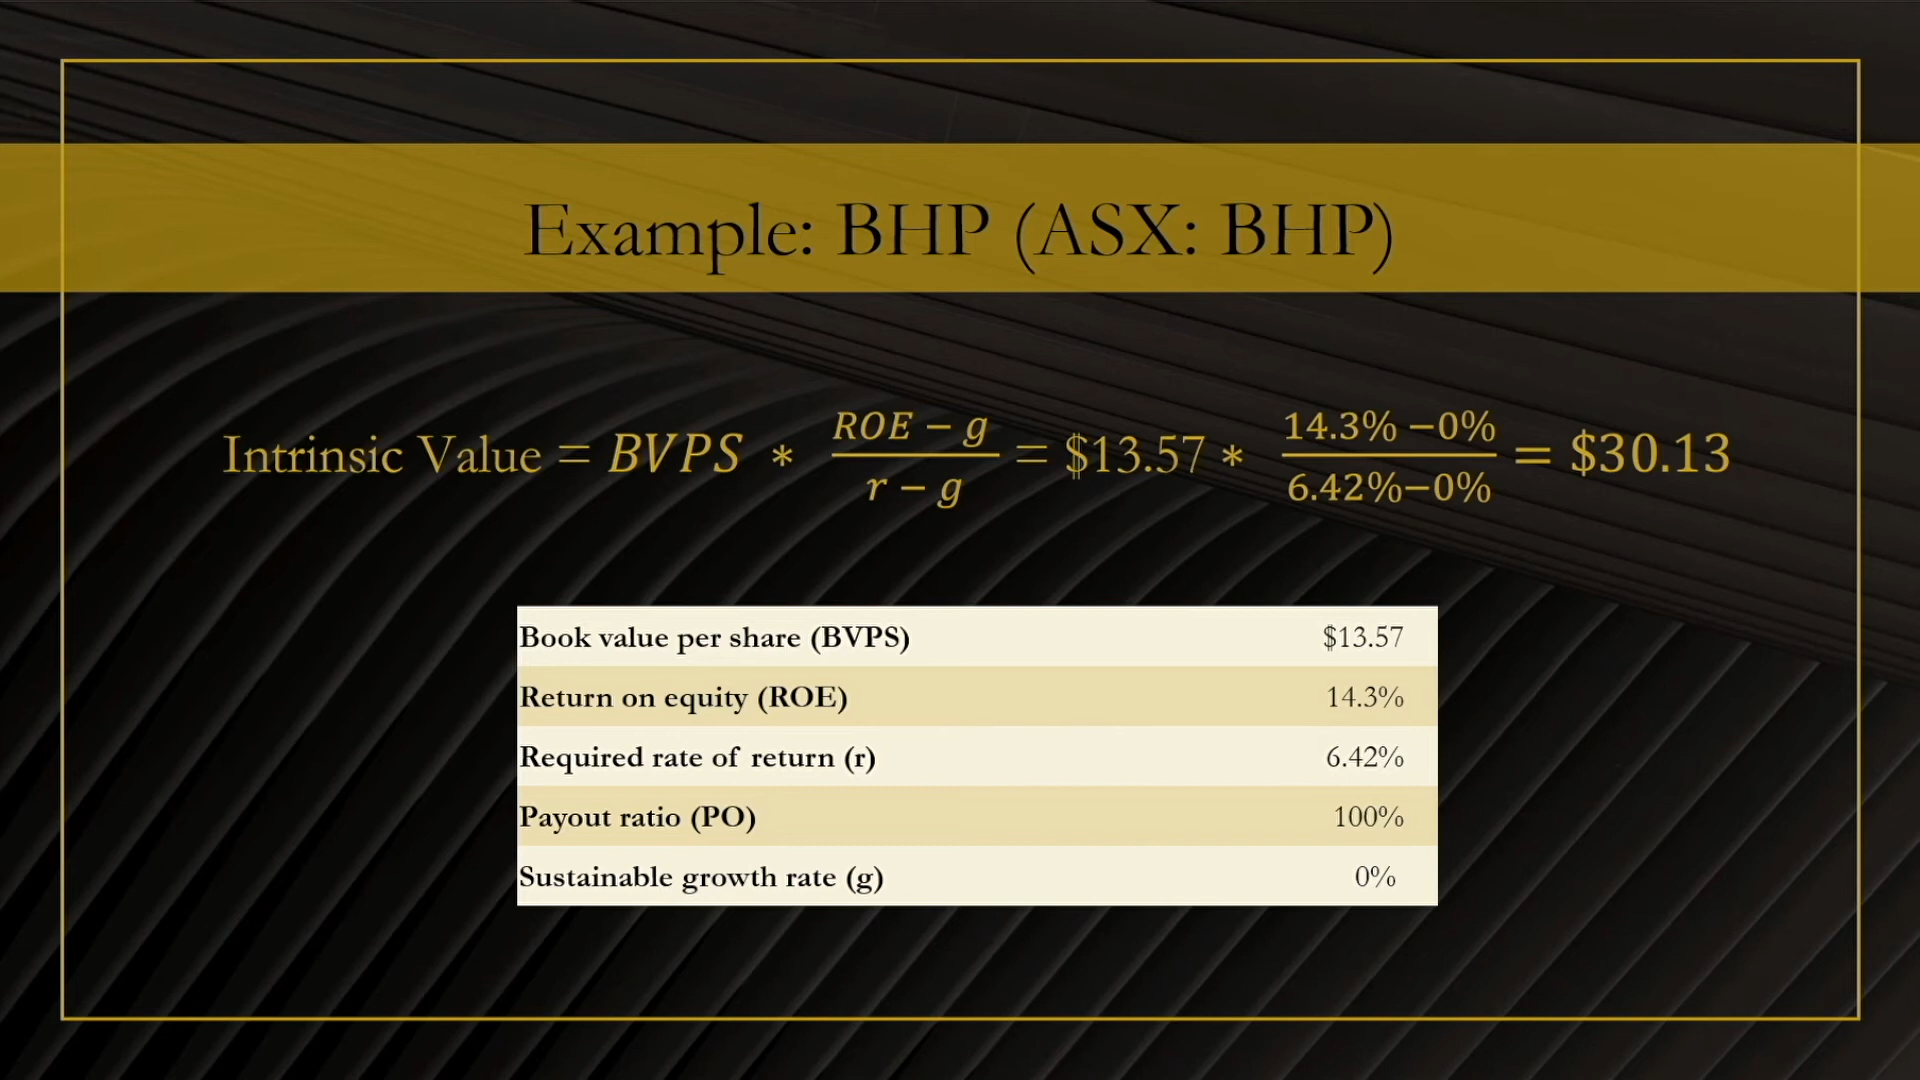 Example: BHP (ASX: BHP)
Intrinsic Value = BVPS * (ROE − g)/(r − g) = $13.57 * (14.3% −0%)/(6.42%−0%) = $30.13
Book value per share (BVPS) $13.57
Return on equity (ROE) 14.3%
Required rate of return (r) 6.42%
Payout ratio (PO) 100%
Sustainable growth rate (g) 0%